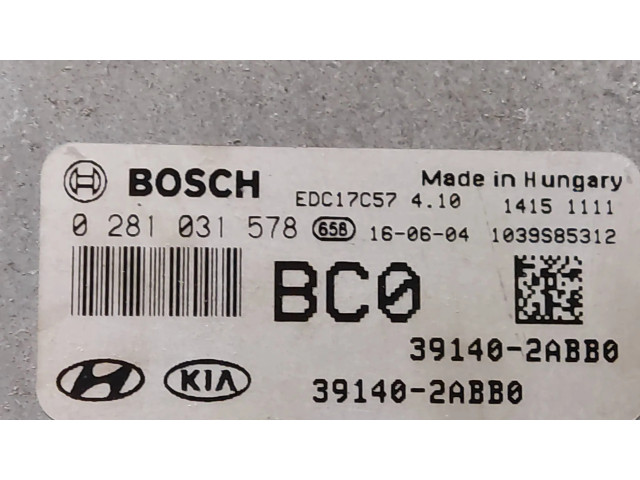 BOSCH EDC17C57 4.10 Made in Hungary
1415 1111
0 281 031 578 658 16-06-04 1039S85312
BC0
39140-2ABB0
KIA 39140-2ABB0